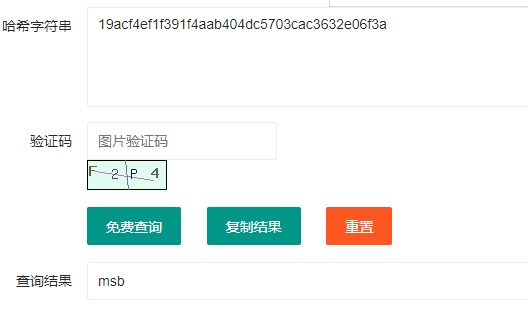 哈希字符串 19acf4ef1f391f4aab404dc5703cac3632e06f3a
验证码 图片验证码
F 2 P 4
免费查询 复制结果 重置
查询结果 msb